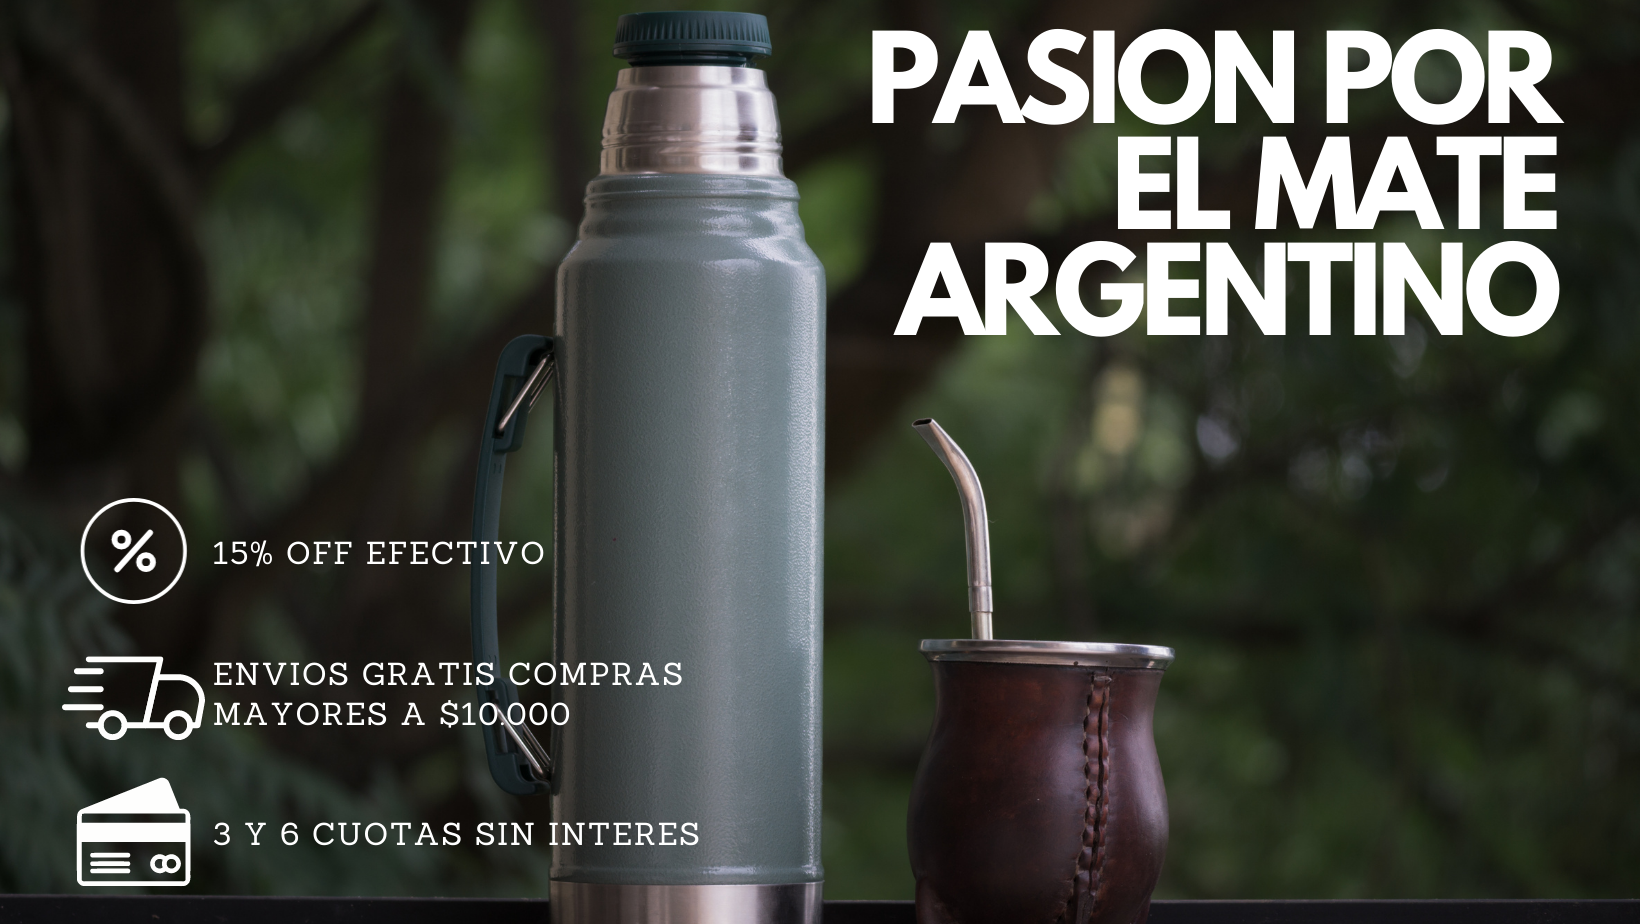 PASION POR
EL MATE
ARGENTINO
15% OFF EFECTIVO
ENVIOS GRATIS COMPRAS
MAYORES A $10.000
3 Y 6 CUOTAS SIN INTERES